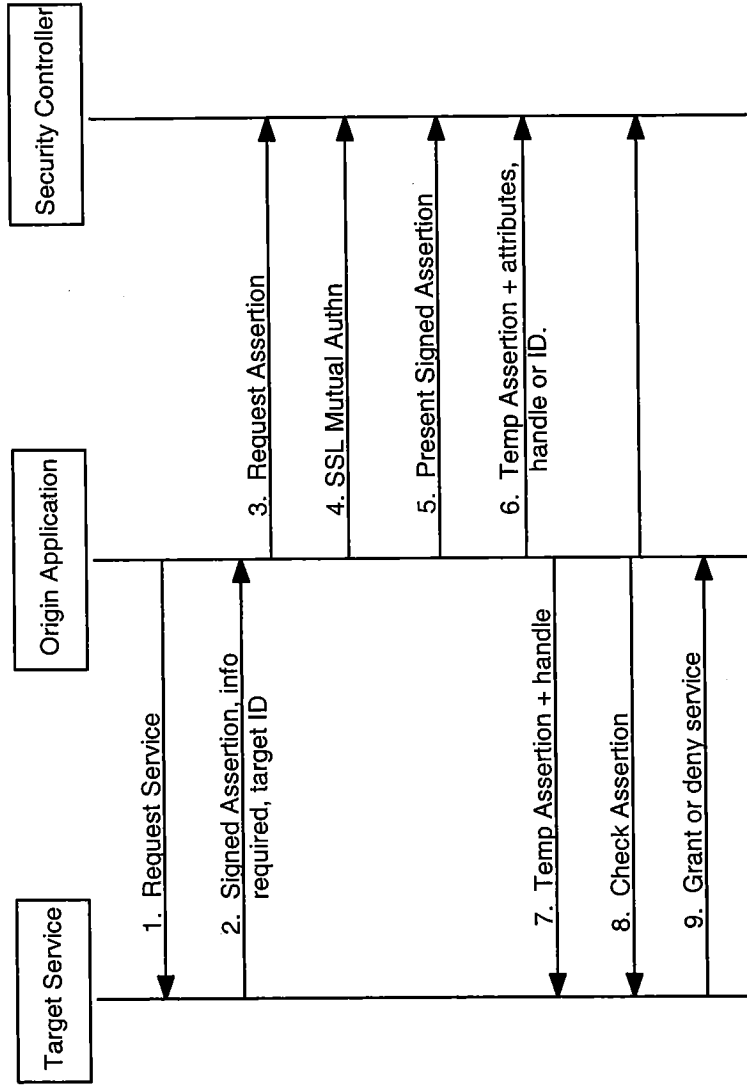 Target Service
Origin Application
Security Controller
1. Request Service
2. Signed Assertion, info
required, target ID
3. Request Assertion
4. SSL Mutual Authn
5. Present Signed Assertion
6. Temp Assertion + attributes,
handle or ID.
7. Temp Assertion + handle
8. Check Assertion
9. Grant or deny service